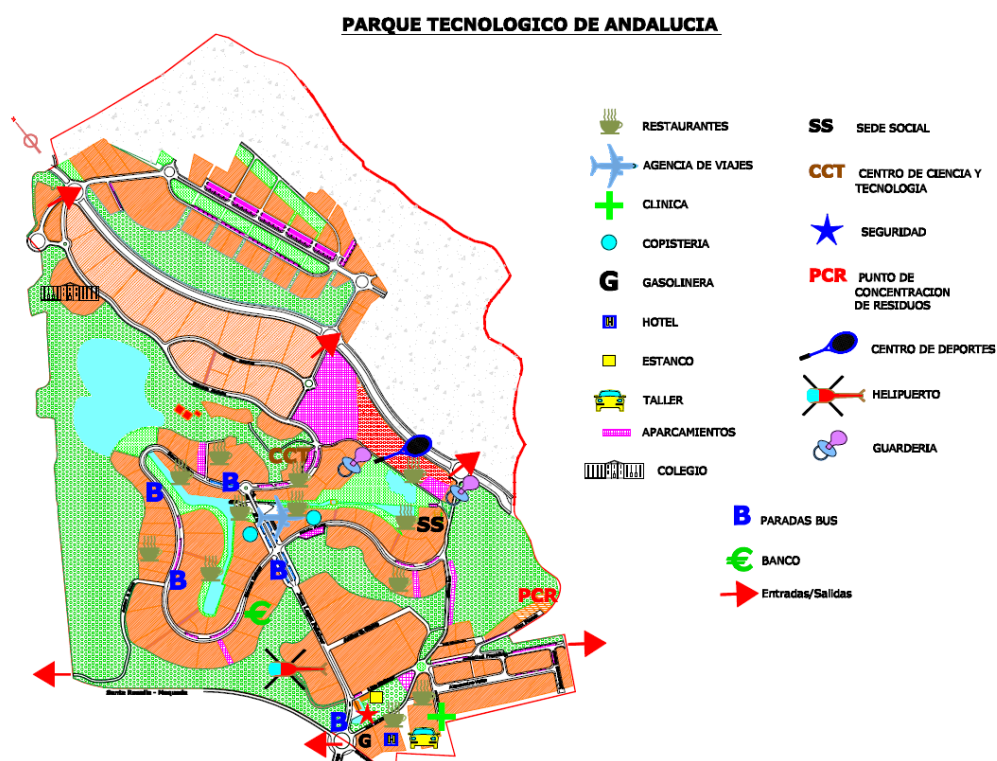 PARQUE TECNOLOGICO DE ANDALUCIA
RESTAURANTES
AGENCIA DE VIAJES
CLINICA
COPISTERIA
G GASOLINERA
H HOTEL
ESTANCO
TALLER
APARCAMIENTOS
COLEGIO
SS SEDE SOCIAL
CCT CENTRO DE CIENCIA Y
TECNOLOGIA
SEGURIDAD
PCR PUNTO DE
CONCENTRACION
DE RESIDUOS
CENTRO DE DEPORTES
HELIPUERTO
GUARDERIA
B PARADAS BUS
€ BANCO
Entradas/Salidas
CCT
B
B
SS
B
B
PCR
€
B
G
H